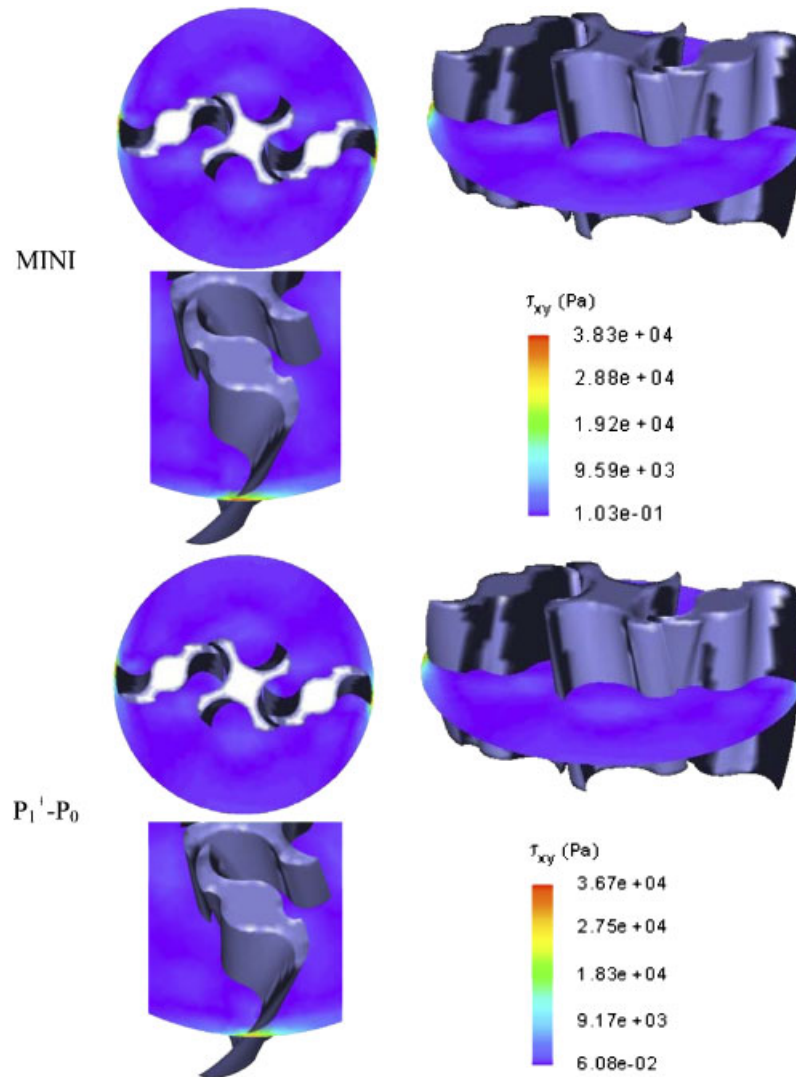 MINI
τxy (Pa)
3.83e+04
2.88e+04
1.92e+04
9.59e+03
1.03e-01
P₁⁺-P₀
τxy (Pa)
3.67e+04
2.75e+04
1.83e+04
9.17e+03
6.08e-02